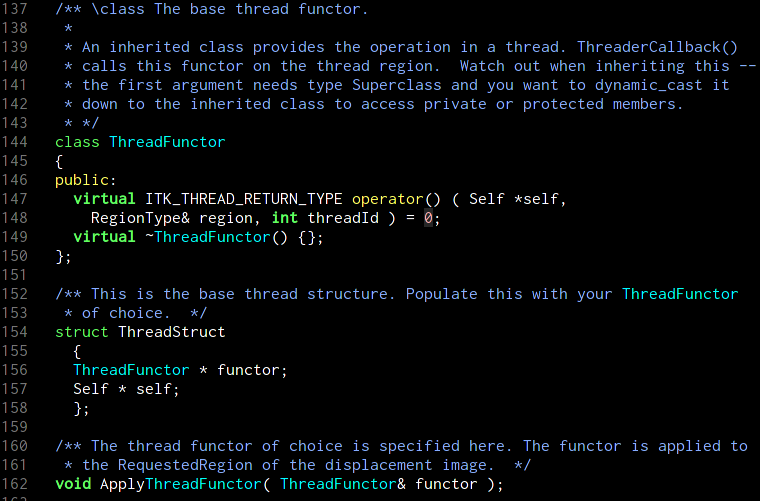 137   /** \class The base thread functor.
138    *
139    * An inherited class provides the operation in a thread. ThreaderCallback()
140    * calls this functor on the thread region.  Watch out when inheriting this --
141    * the first argument needs type Superclass and you want to dynamic_cast it
142    * down to the inherited class to access private or protected members.
143    * */
144   class ThreadFunctor
145   {
146   public:
147     virtual ITK_THREAD_RETURN_TYPE operator() ( Self *self,
148       RegionType& region, int threadId ) = 0;
149     virtual ~ThreadFunctor() {};
150   };
151
152   /** This is the base thread structure. Populate this with your ThreadFunctor
153    * of choice.  */
154   struct ThreadStruct
155     {
156     ThreadFunctor * functor;
157     Self * self;
158     };
159
160   /** The thread functor of choice is specified here. The functor is applied to
161    * the RequestedRegion of the displacement image.  */
162   void ApplyThreadFunctor( ThreadFunctor& functor );